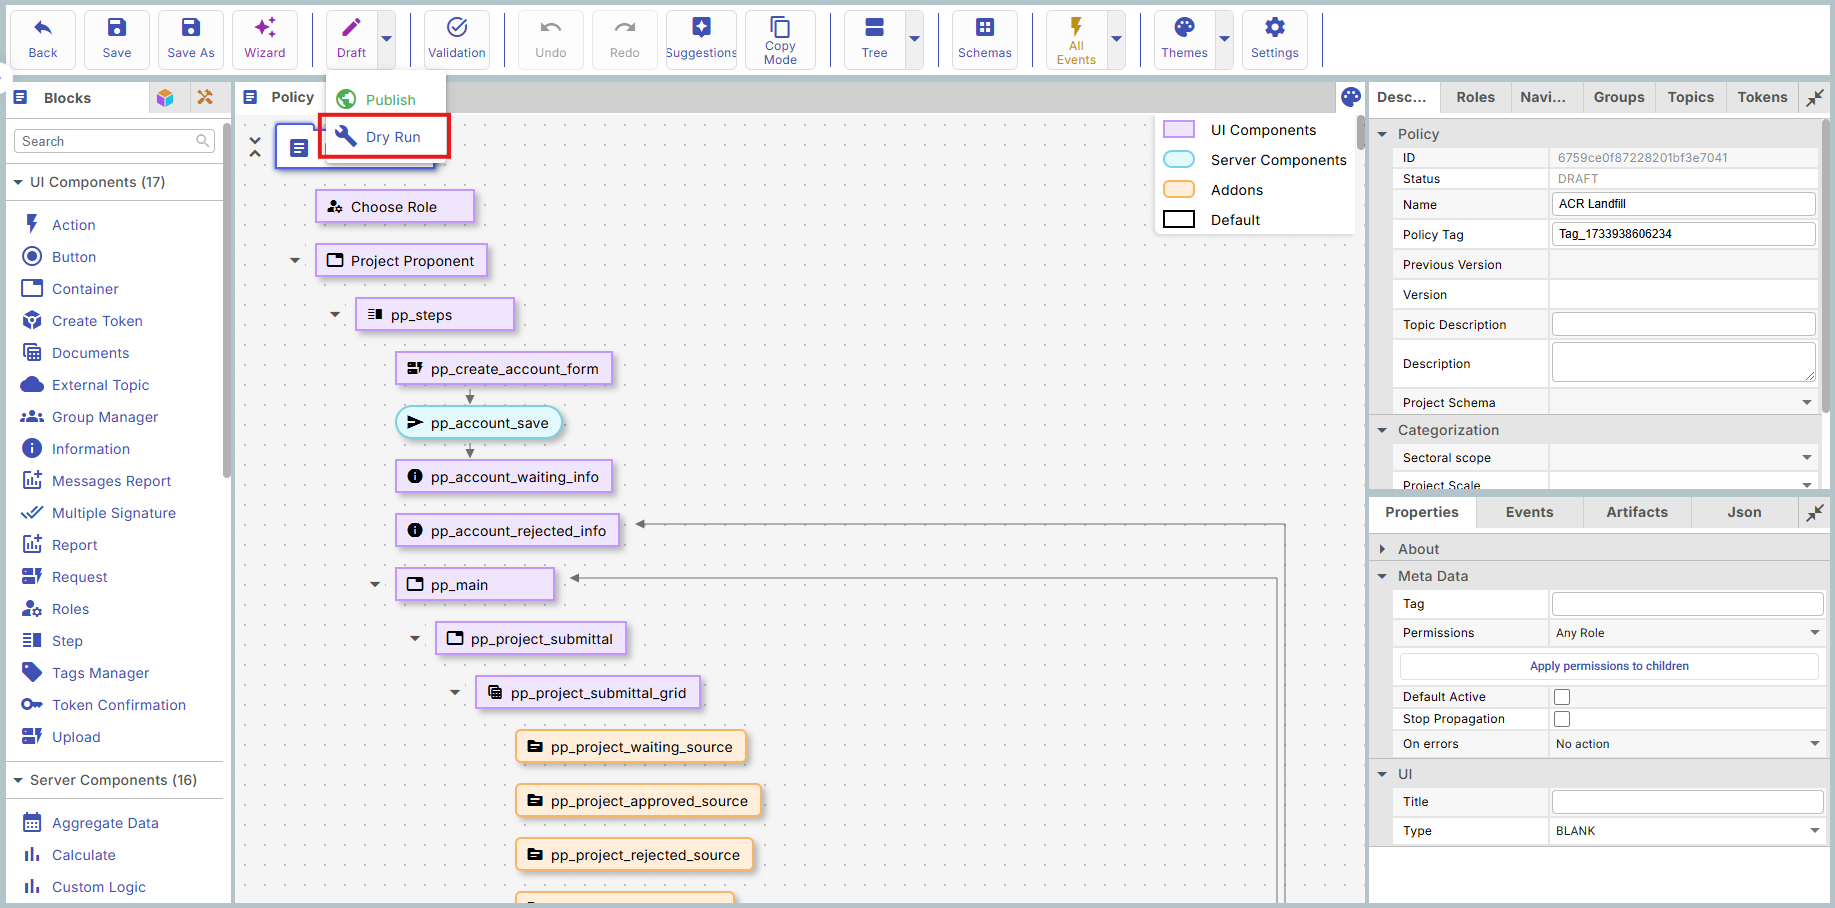 Back
Save
Save As
Wizard
Draft
Validation
Undo
Redo
Suggestions
Copy
Mode
Tree
Schemas
All
Events
Themes
Settings
Publish
Dry Run
Blocks
Search
UI Components (17)
Action
Button
Container
Create Token
Documents
External Topic
Group Manager
Information
Messages Report
Multiple Signature
Report
Request
Roles
Step
Tags Manager
Token Confirmation
Upload
Server Components (16)
Aggregate Data
Calculate
Custom Logic
Policy
Choose Role
Project Proponent
pp_steps
pp_create_account_form
pp_account_save
pp_account_waiting_info
pp_account_rejected_info
pp_main
pp_project_submittal
pp_project_submittal_grid
pp_project_waiting_source
pp_project_approved_source
pp_project_rejected_source
UI Components
Server Components
Addons
Default
Desc... Roles Navi... Groups Topics Tokens
Policy
ID 6759ce0f87228201bf3e7041
Status DRAFT
Name ACR Landfill
Policy Tag Tag_1733938606234
Previous Version
Version
Topic Description
Description
Project Schema
Categorization
Sectoral scope
Project Scale
Properties Events Artifacts Json
About
Meta Data
Tag
Permissions Any Role
Apply permissions to children
Default Active
Stop Propagation
On errors No action
UI
Title
Type BLANK